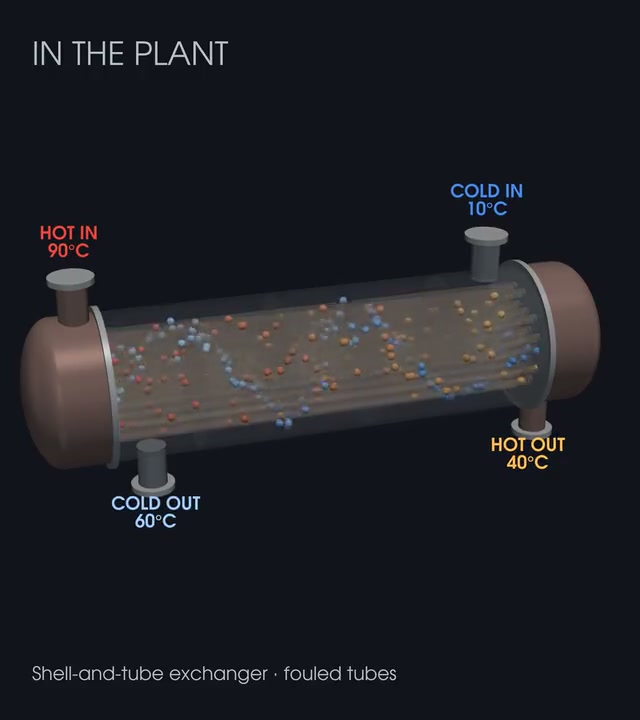 IN THE PLANT
COLD IN
10°C
HOT IN
90°C
HOT OUT
40°C
COLD OUT
60°C
Shell-and-tube exchanger · fouled tubes